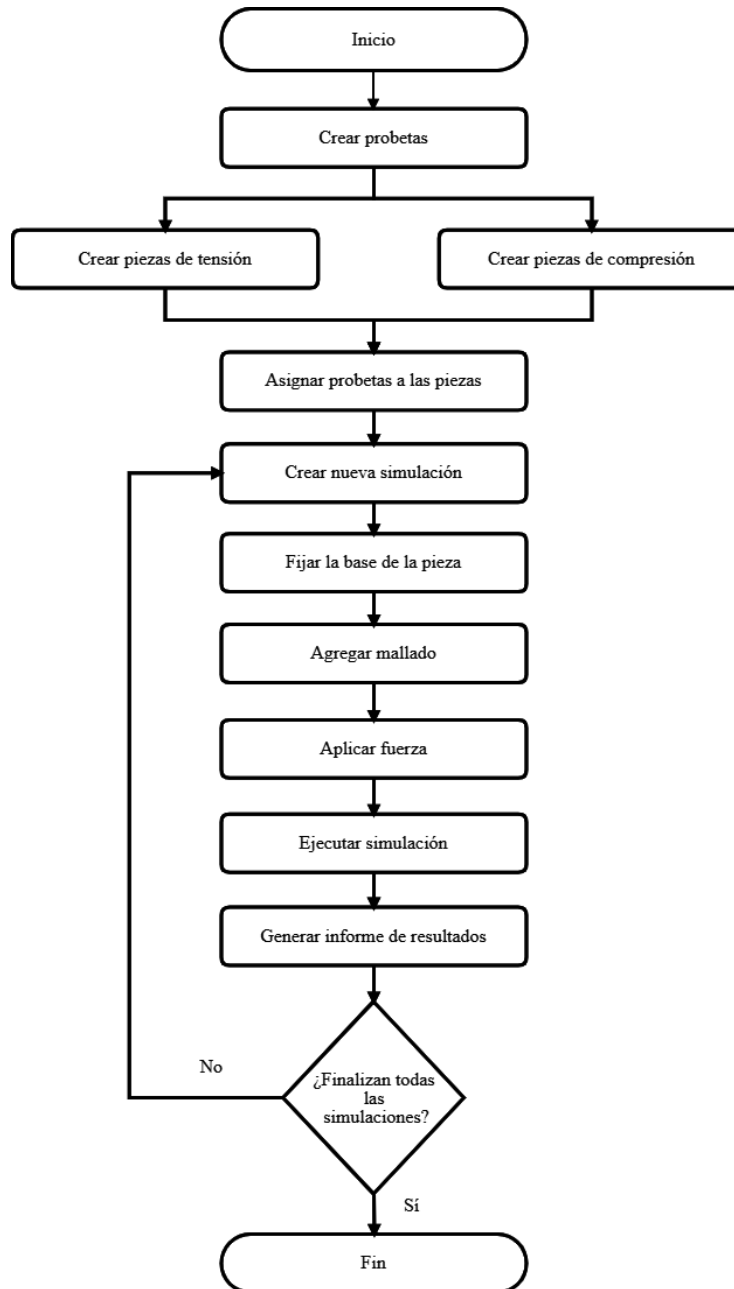 Inicio
Crear probetas
Crear piezas de tensión
Crear piezas de compresión
Asignar probetas a las piezas
Crear nueva simulación
Fijar la base de la pieza
Agregar mallado
Aplicar fuerza
Ejecutar simulación
Generar informe de resultados
No
¿Finalizan todas
las
simulaciones?
Sí
Fin